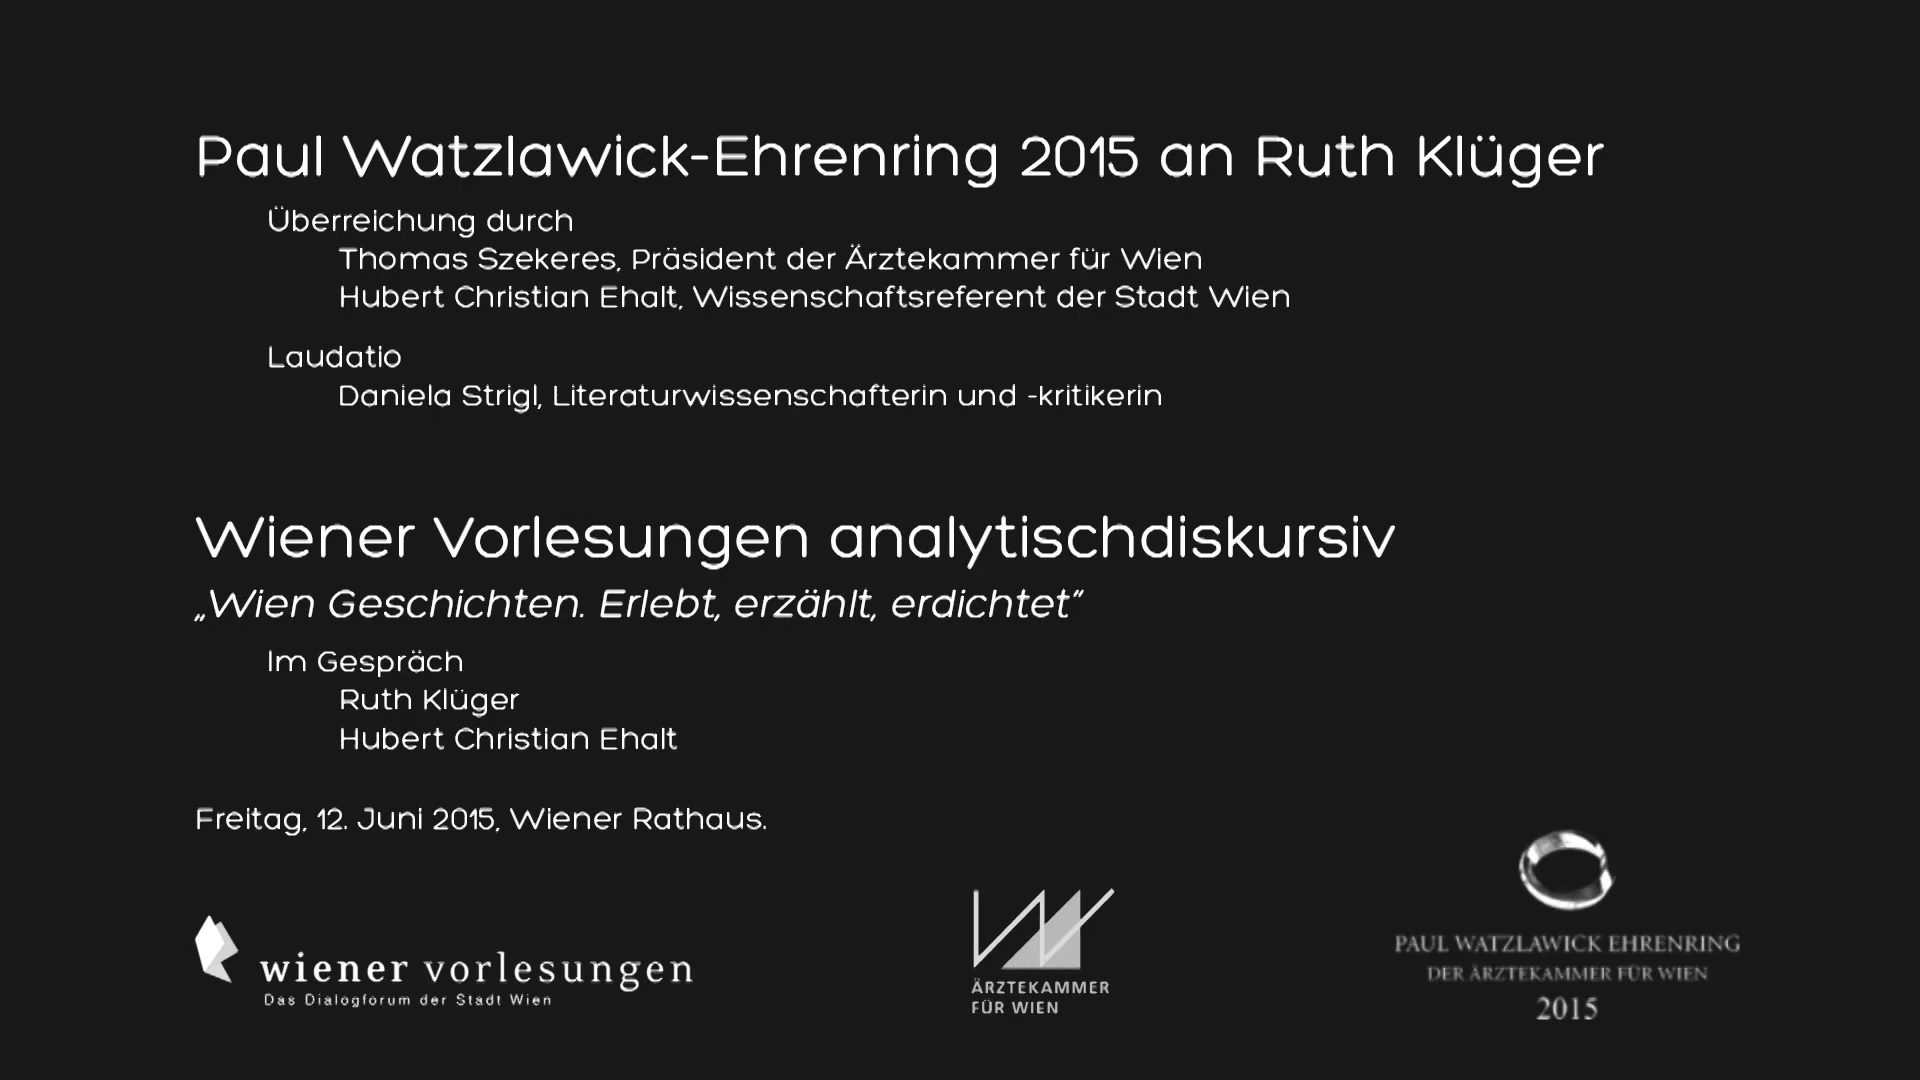 Paul Watzlawick-Ehrenring 2015 an Ruth Klüger
Überreichung durch
Thomas Szekeres, Präsident der Ärztekammer für Wien
Hubert Christian Ehalt, Wissenschaftsreferent der Stadt Wien
Laudatio
Daniela Strigl, Literaturwissenschafterin und -kritikerin
Wiener Vorlesungen analytischdiskursiv
„Wien Geschichten. Erlebt, erzählt, erdichtet“
Im Gespräch
Ruth Klüger
Hubert Christian Ehalt
Freitag, 12. Juni 2015, Wiener Rathaus.
wiener vorlesungen
Das Dialogforum der Stadt Wien
ÄRZTEKAMMER
FÜR WIEN
PAUL WATZLAWICK EHRENRING
DER ÄRZTEKAMMER FÜR WIEN
2015